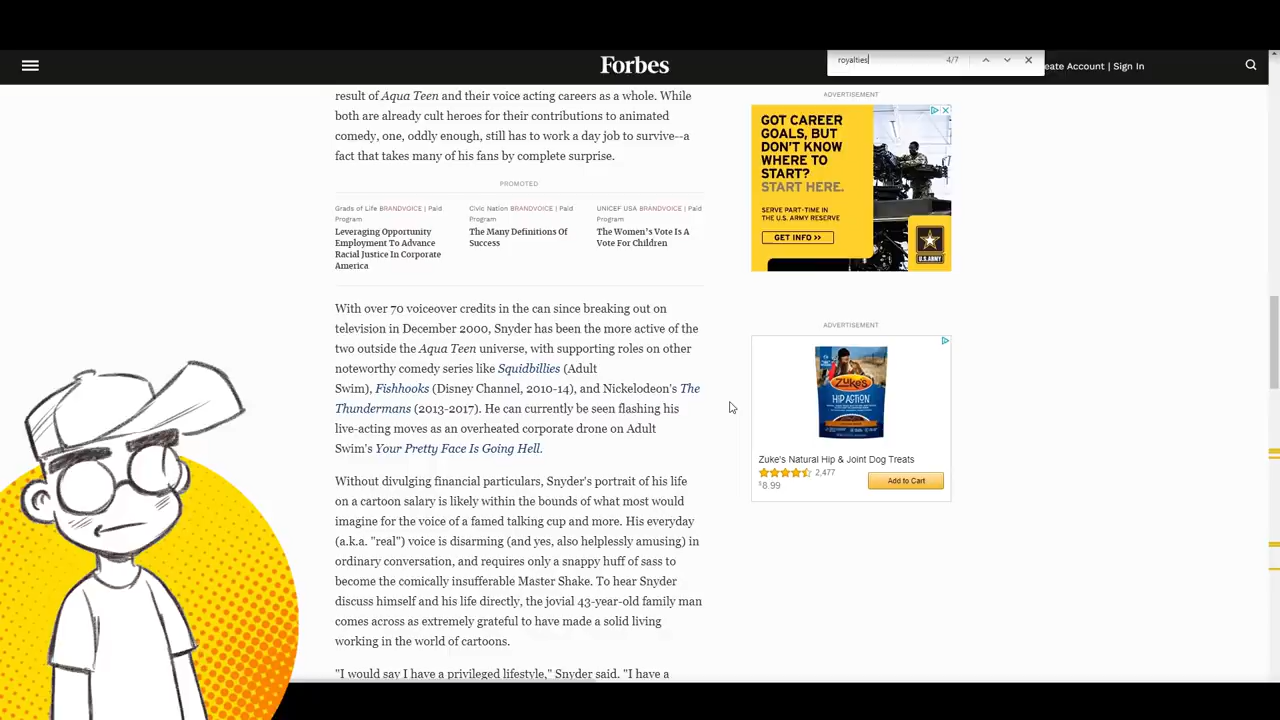 Forbes
royalties
4/7
eate Account | Sign In
result of Aqua Teen and their voice acting careers as a whole. While
both are already cult heroes for their contributions to animated
comedy, one, oddly enough, still has to work a day job to survive--a
fact that takes many of his fans by complete surprise.
PROMOTED
Grads of Life BRANDVOICE | Paid
Program
Leveraging Opportunity
Employment To Advance
Racial Justice In Corporate
America
Civic Nation BRANDVOICE | Paid
Program
The Many Definitions Of
Success
UNICEF USA BRANDVOICE | Paid
Program
The Women's Vote Is A
Vote For Children
With over 70 voiceover credits in the can since breaking out on
television in December 2000, Snyder has been the more active of the
two outside the Aqua Teen universe, with supporting roles on other
noteworthy comedy series like Squidbillies (Adult
Swim), Fishhooks (Disney Channel, 2010-14), and Nickelodeon's The
Thundermans (2013-2017). He can currently be seen flashing his
live-acting moves as an overheated corporate drone on Adult
Swim's Your Pretty Face Is Going Hell.
Without divulging financial particulars, Snyder's portrait of his life
on a cartoon salary is likely within the bounds of what most would
imagine for the voice of a famed talking cup and more. His everyday
(a.k.a. "real") voice is disarming (and yes, also helplessly amusing) in
ordinary conversation, and requires only a snappy huff of sass to
become the comically insufferable Master Shake. To hear Snyder
discuss himself and his life directly, the jovial 43-year-old family man
comes across as extremely grateful to have made a solid living
working in the world of cartoons.
"I would say I have a privileged lifestyle," Snyder said. "I have a
ADVERTISEMENT
GOT CAREER
GOALS, BUT
DON'T KNOW
WHERE TO
START?
START HERE.
SERVE PART-TIME IN
THE U.S. ARMY RESERVE
GET INFO >>
U.S.ARMY
ADVERTISEMENT
Zuke's
HIP ACTION
Zuke's Natural Hip & Joint Dog Treats
2,477
$8.99
Add to Cart